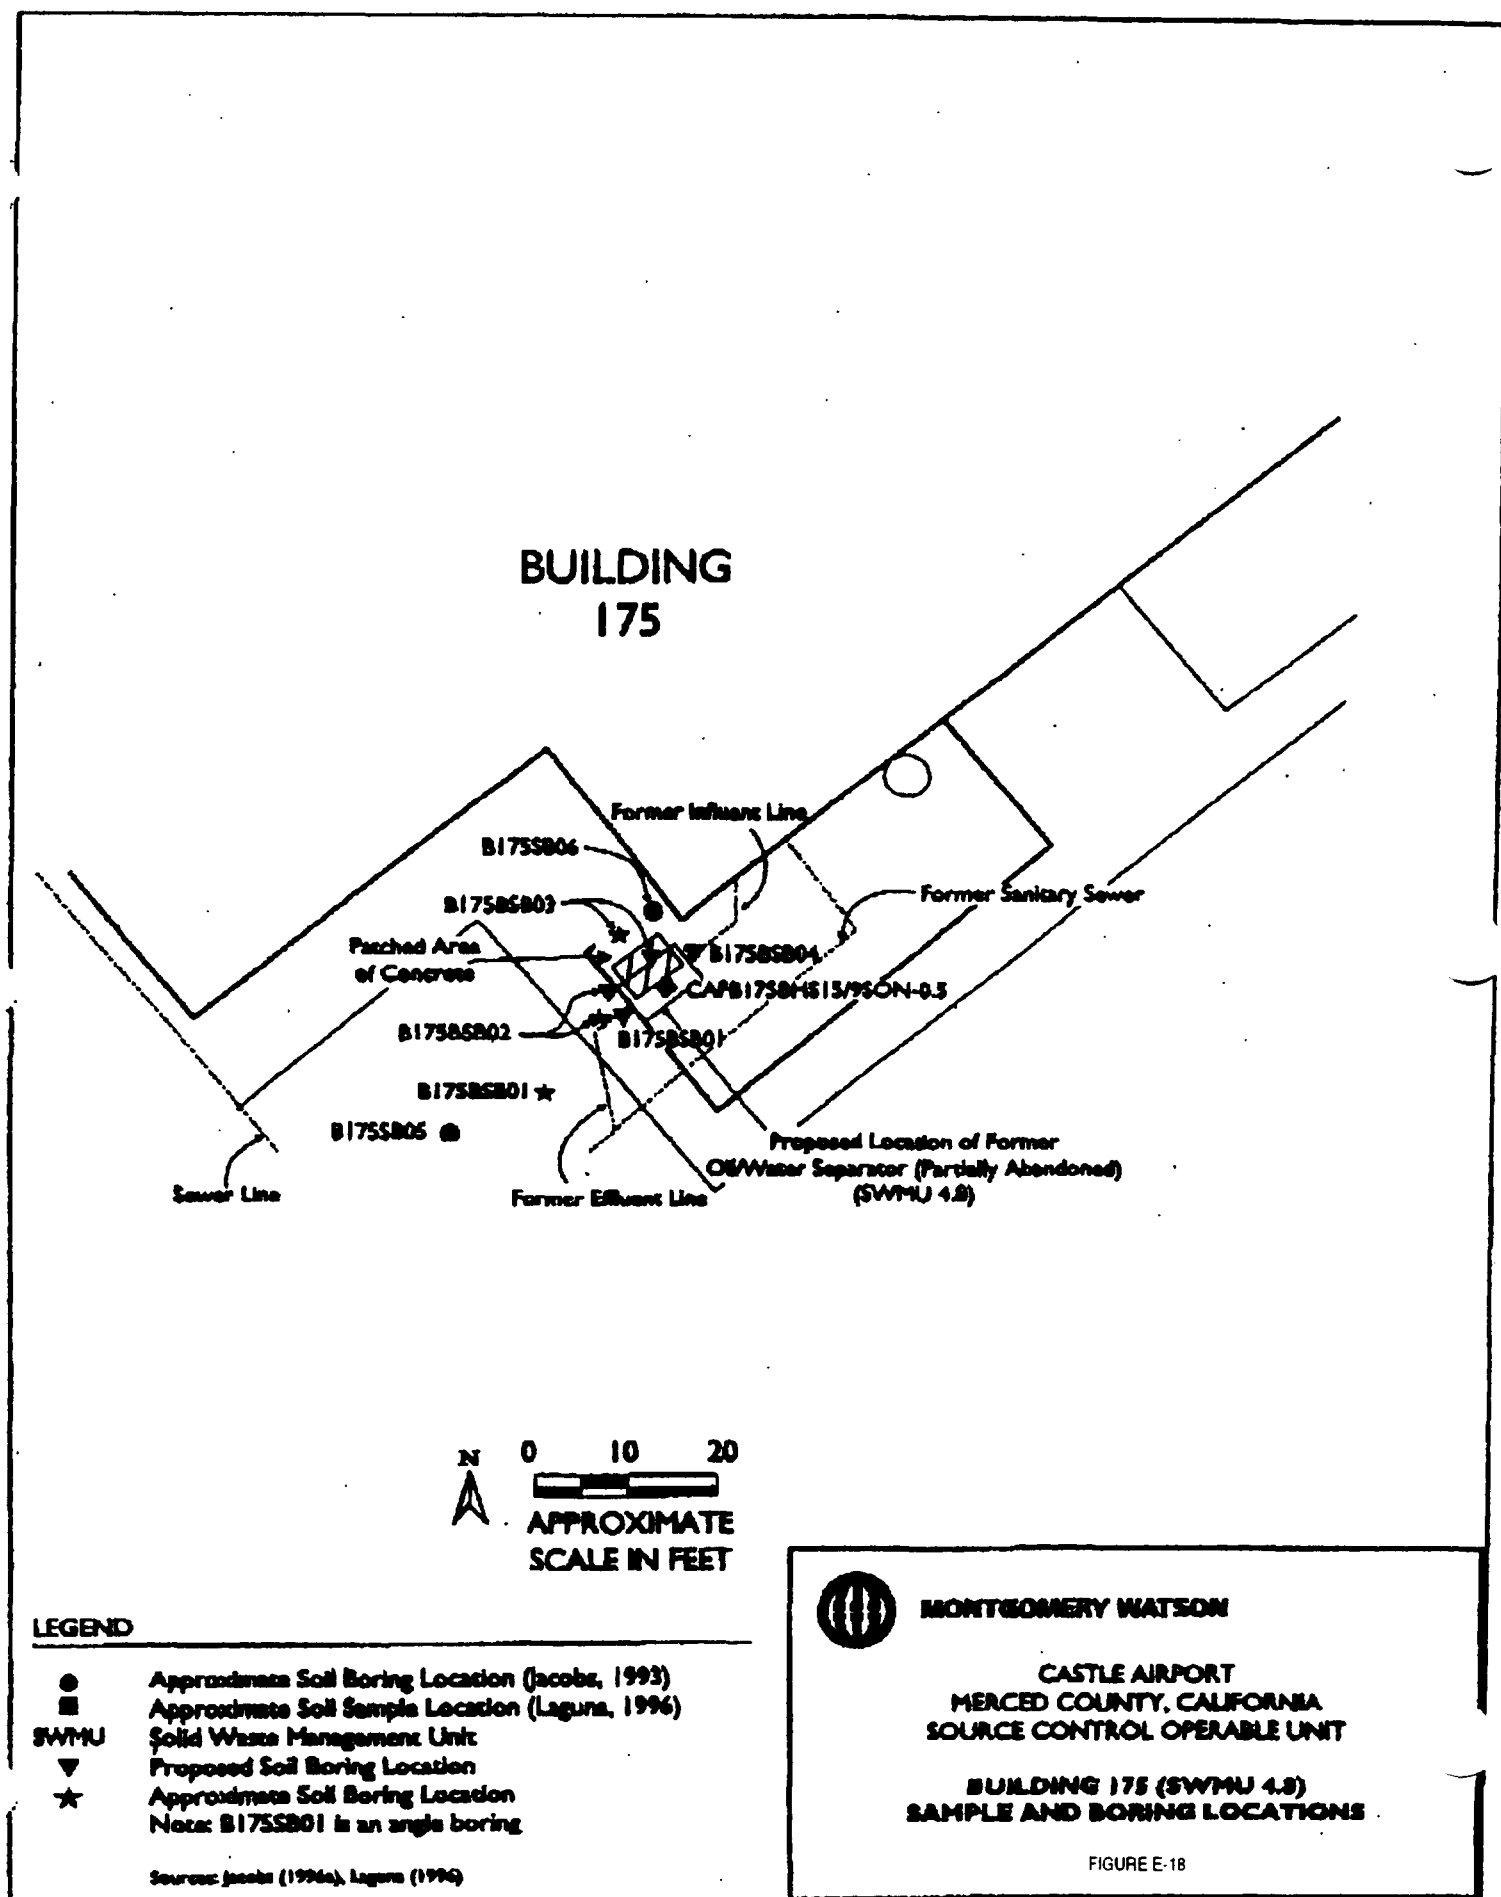 BUILDING
175
Former Influent Line
B175SB06
B175BSB03
Former Sanitary Sewer
Patched Area
of Concrete
B175BSB04
CAFB175BHS15/9SON-0.5
B175BSB02
B175BSB01
B175BSB01
B175SB05
Proposed Location of Former
Oil/Water Separator (Partially Abandoned)
(SWMU 4.8)
Sewer Line
Former Effluent Line
N
0 10 20
APPROXIMATE
SCALE IN FEET
LEGEND
Approximate Soil Boring Location (Jacobs, 1993)
Approximate Soil Sample Location (Laguna, 1996)
SWMU Solid Waste Management Unit
Proposed Soil Boring Location
Approximate Soil Boring Location
Note: B175SB01 is an angle boring
Sources: Jacobs (1996a), Laguna (1996)
MONTGOMERY WATSON
CASTLE AIRPORT
MERCED COUNTY, CALIFORNIA
SOURCE CONTROL OPERABLE UNIT
BUILDING 175 (SWMU 4.8)
SAMPLE AND BORING LOCATIONS
FIGURE E-18